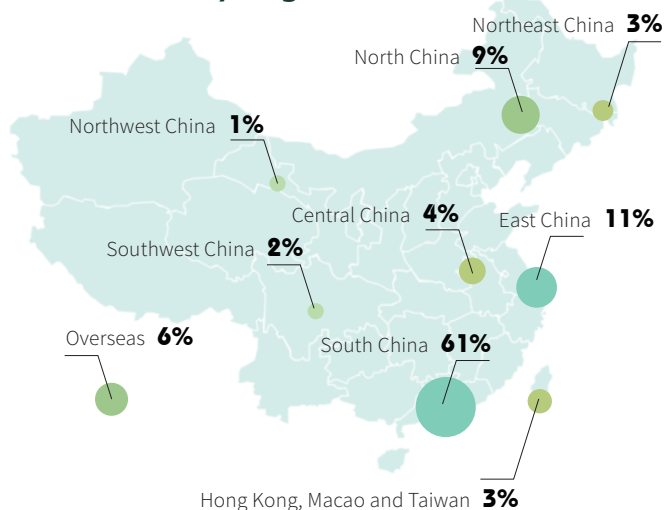 Northeast China 3%
North China 9%
Northwest China 1%
Central China 4%
East China 11%
Southwest China 2%
Overseas 6%
South China 61%
Hong Kong, Macao and Taiwan 3%